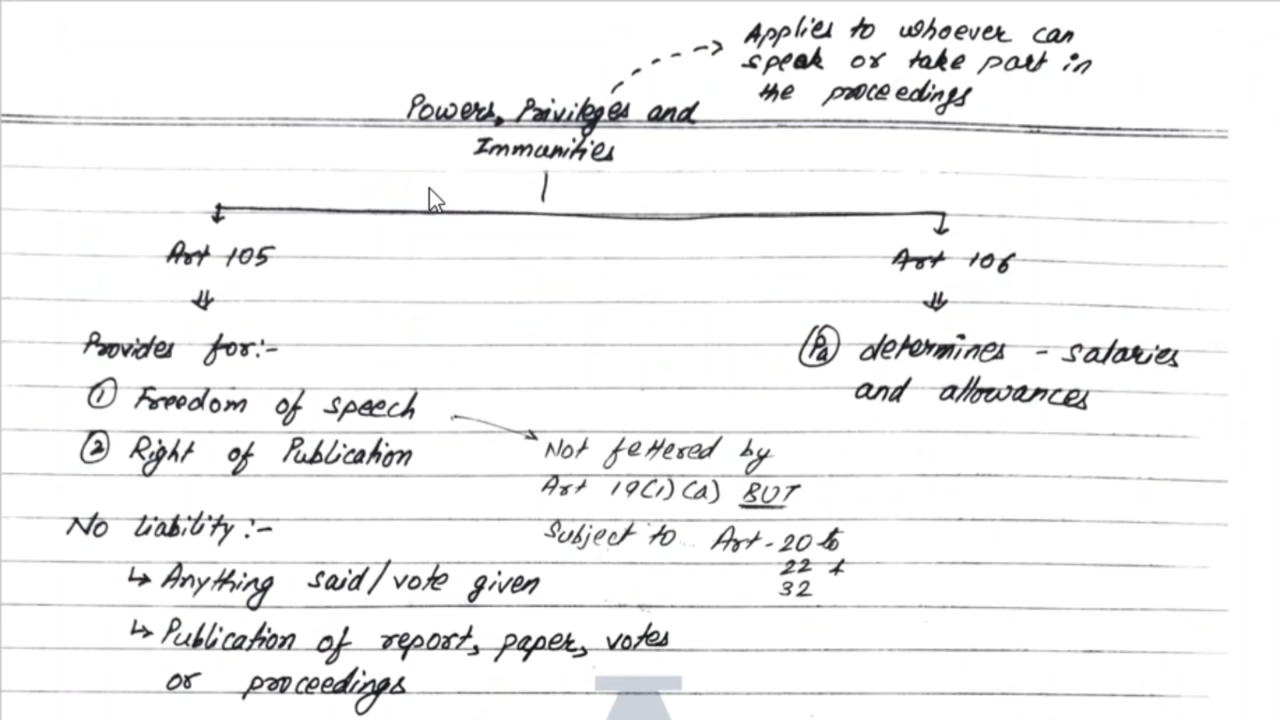 Applies to whoever can
speak or take part in
the proceedings
Powers, Privileges and
Immunities
Art 105
Art 106
Provides for:-
① Freedom of speech
② Right of Publication
Pa determines - salaries
and allowances
Not fettered by
Art 19(1)(a) BUT
Subject to Art-20 to
22 +
32
No liability:-
↳ Anything said/vote given
↳ Publication of report, paper, votes
or proceedings